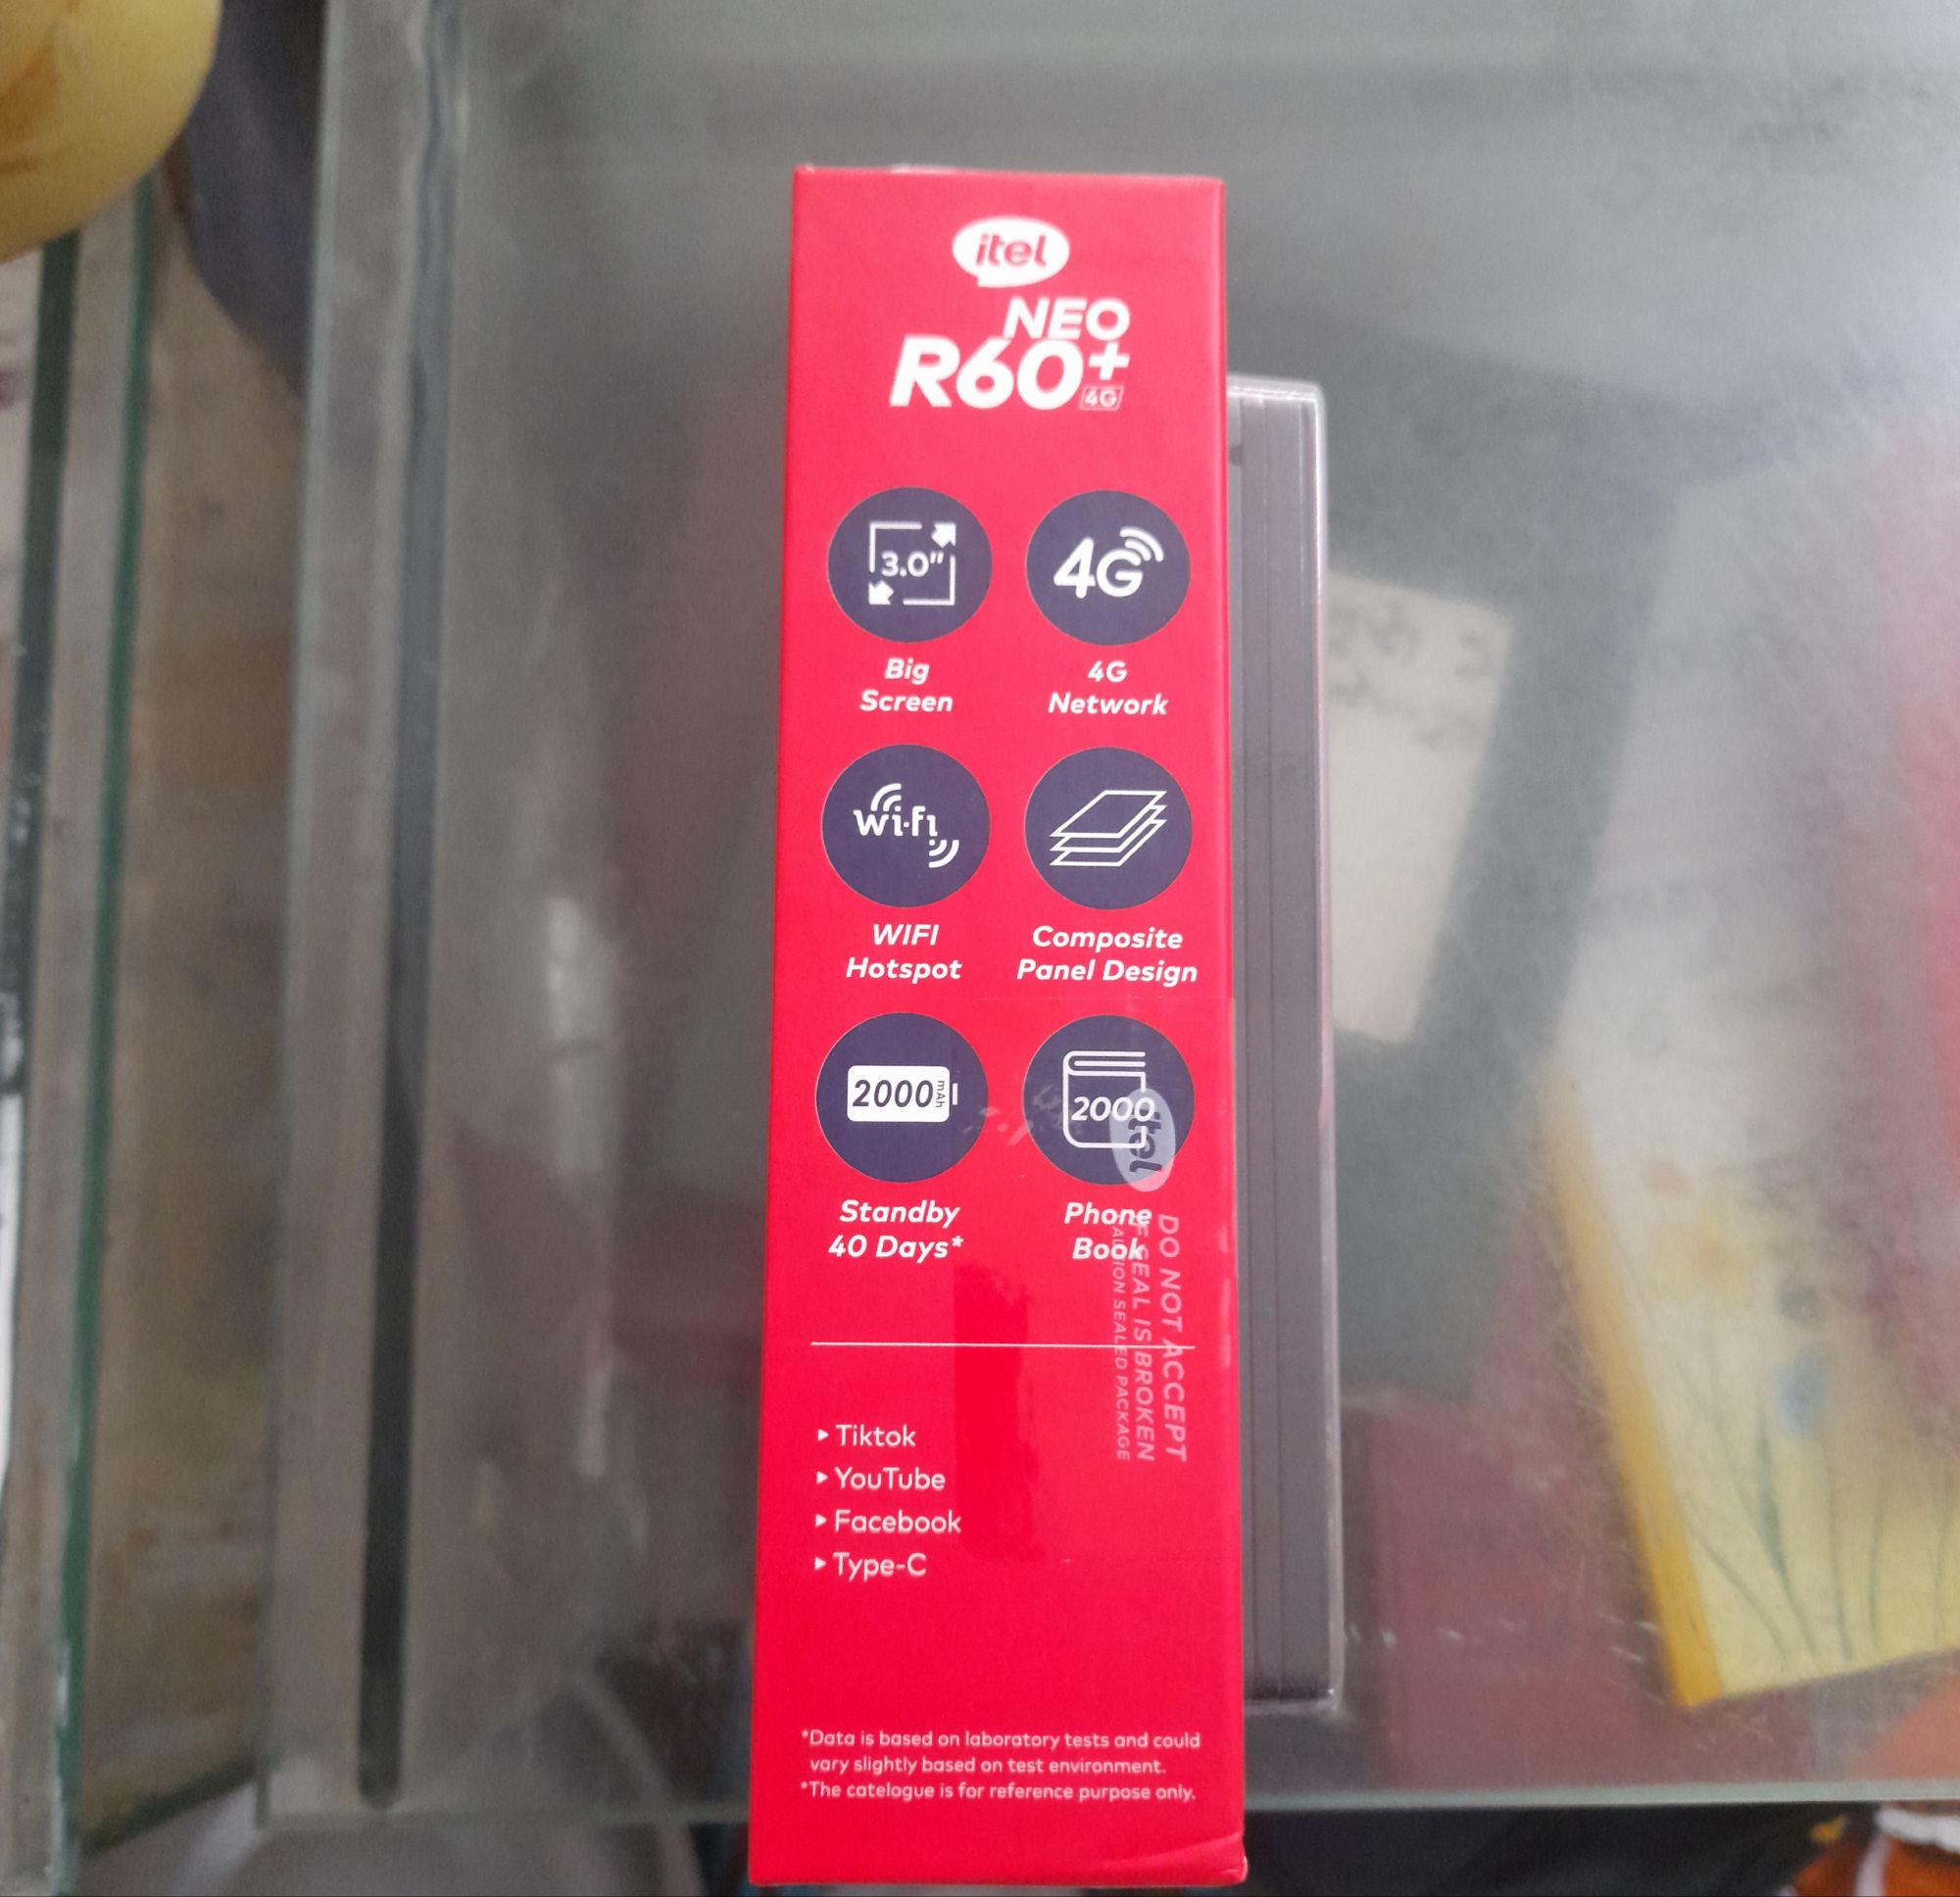 itel
NEO
R60+
4G
3.0"
Big
Screen
4G
4G
Network
Wi-Fi
WIFI
Hotspot
Composite
Panel Design
2000 mAh
Standby
40 Days*
2000
Phone
Book
itel
DO NOT ACCEPT
IF SEAL IS BROKEN
SEALED PACKAGE
▸ Tiktok
▸ YouTube
▸ Facebook
▸ Type-C
*Data is based on laboratory tests and could
vary slightly based on test environment.
*The catelogue is for reference purpose only.